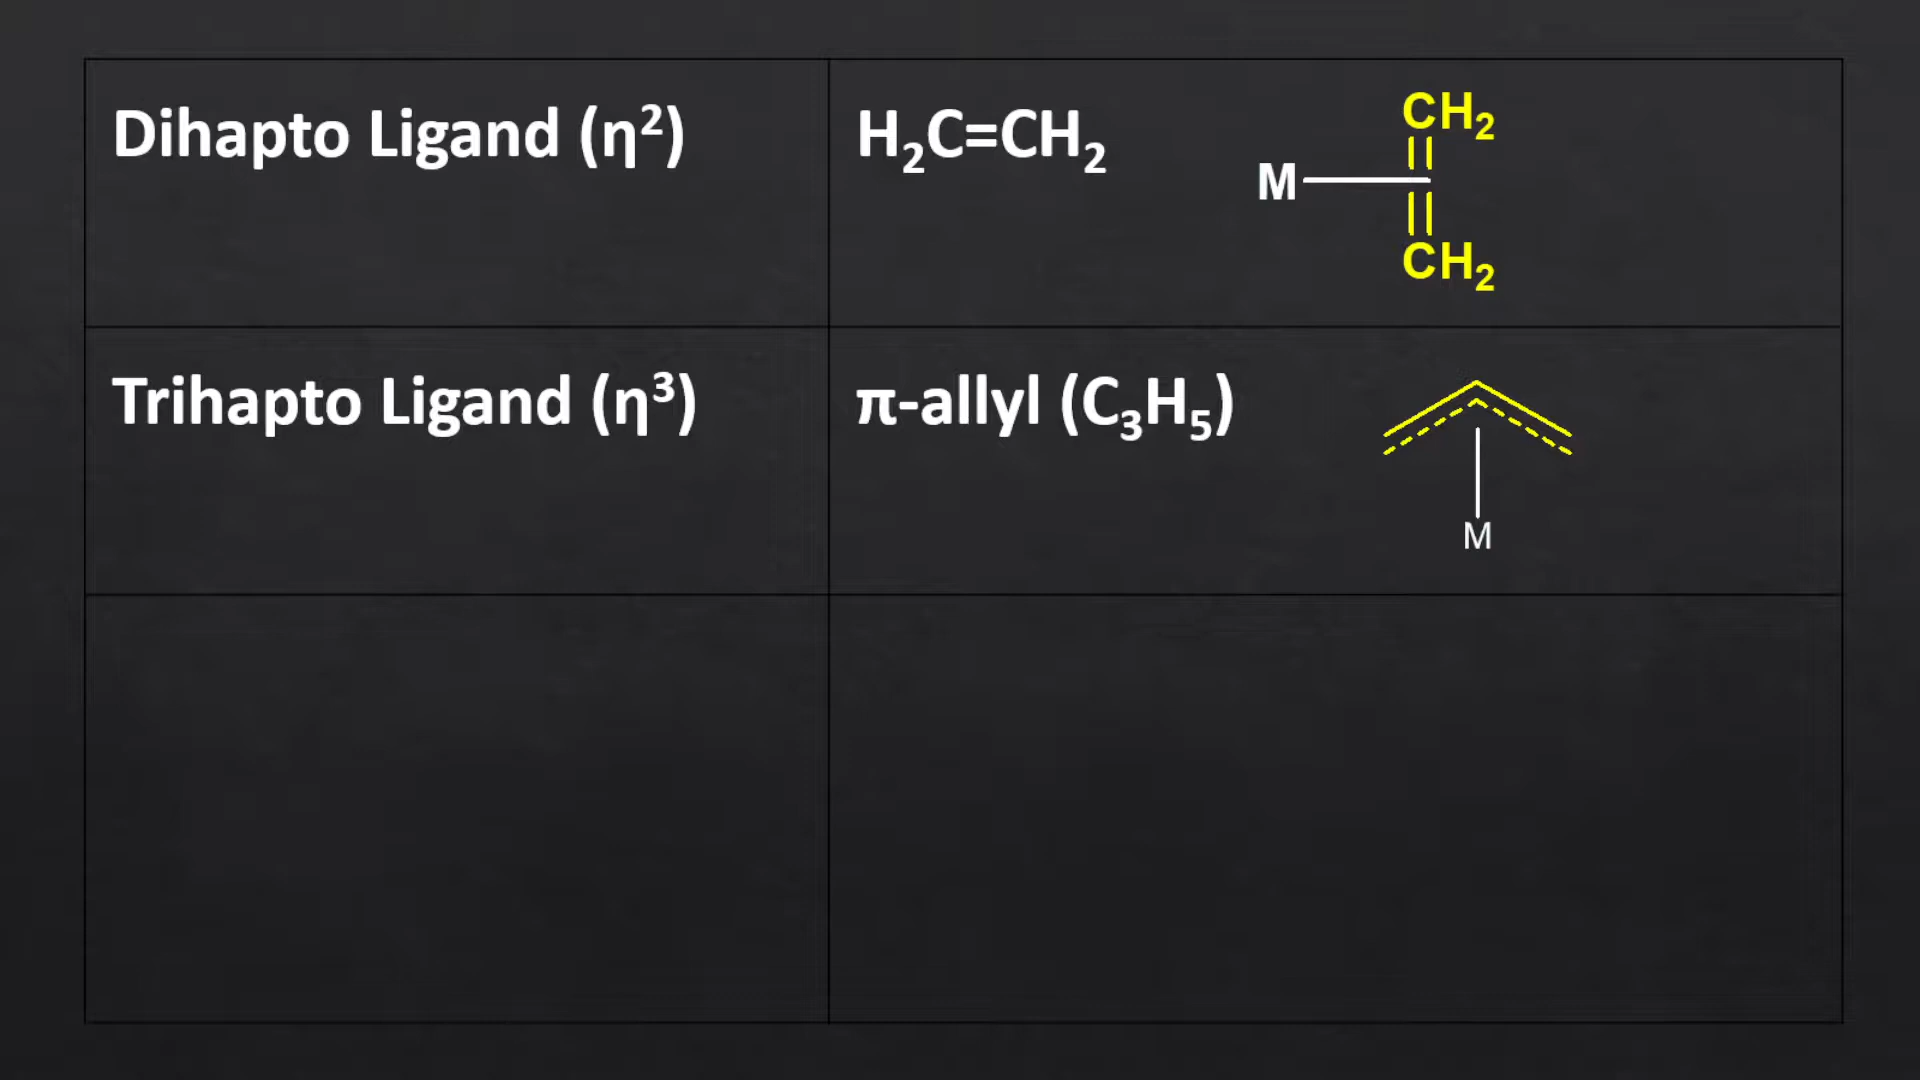 Dihapto Ligand (η²)
H₂C=CH₂
CH₂
M
CH₂
Trihapto Ligand (η³)
π-allyl (C₃H₅)
M